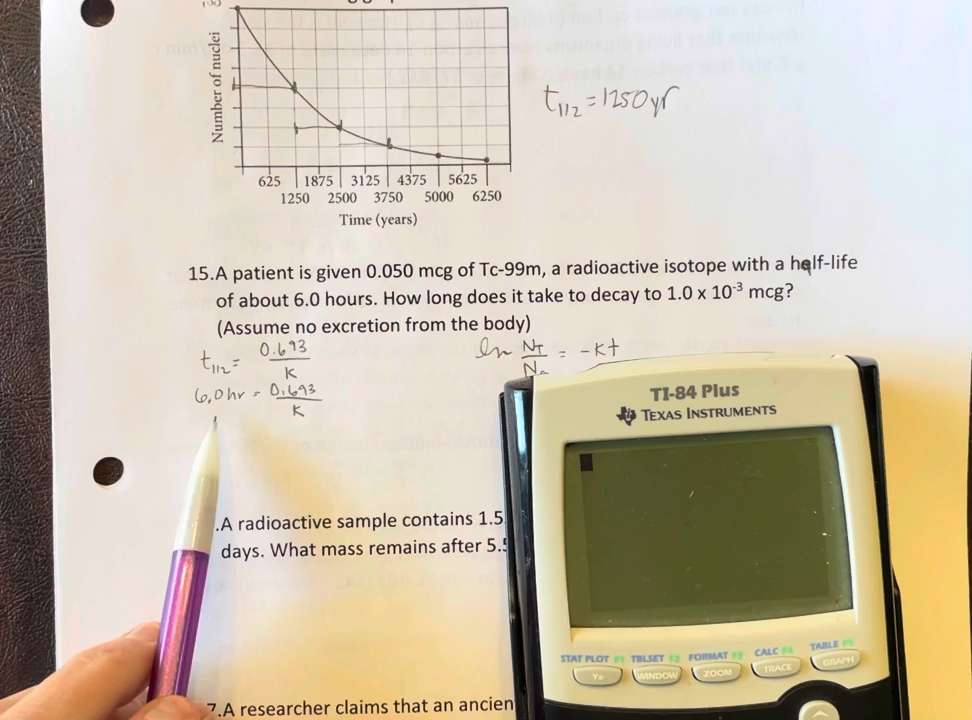 Number of nuclei
625 1875 3125 4375 5625
1250 2500 3750 5000 6250
Time (years)
t1/2 = 1250 yr
15.A patient is given 0.050 mcg of Tc-99m, a radioactive isotope with a half-life
of about 6.0 hours. How long does it take to decay to 1.0 x 10⁻³ mcg?
(Assume no excretion from the body)
t1/2 = 0.693/K
ln NT/N = -Kt
6.0 hr = 0.693/K
TI-84 Plus
TEXAS INSTRUMENTS
.A radioactive sample contains 1.5
days. What mass remains after 5.5
STAT PLOT F1 TBLSET F2 FORMAT F3 CALC F4 TABLE F5
Y= WINDOW ZOOM TRACE GRAPH
7.A researcher claims that an ancien